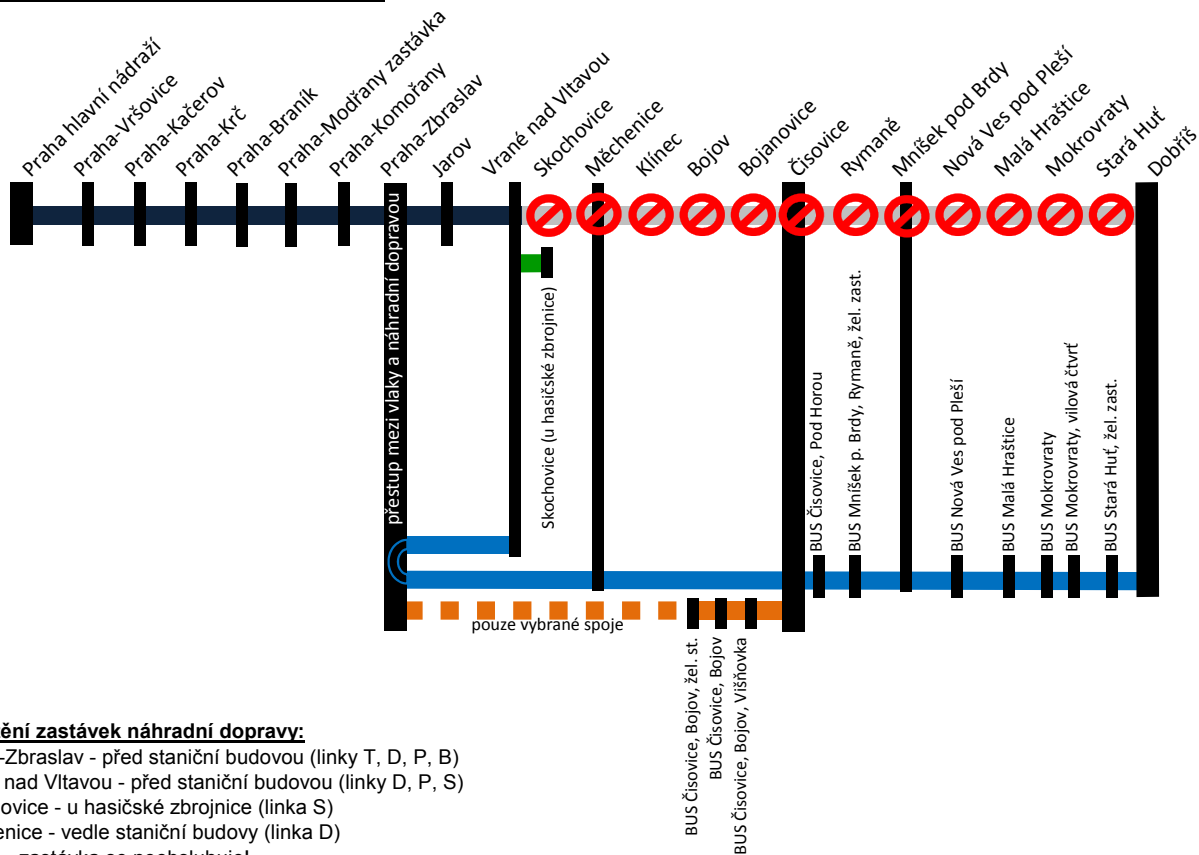 Praha hlavní nádraží
Praha-Vršovice
Praha-Kačerov
Praha-Krč
Praha-Braník
Praha-Modřany zastávka
Praha-Komořany
Praha-Zbraslav
Jarov
Vrané nad Vltavou
Skochovice
Měchenice
Klínec
Bojov
Bojanovice
Čisovice
Rymaně
Mníšek pod Brdy
Nová Ves pod Pleší
Malá Hraštice
Mokrovraty
Stará Huť
Dobříš
přestup mezi vlaky a náhradní dopravou
Skochovice (u hasičské zbrojnice)
BUS Čisovice, Pod Horou
BUS Mníšek p. Brdy, Rymaně, žel. zast.
BUS Nová Ves pod Pleší
BUS Malá Hraštice
BUS Mokrovraty
BUS Mokrovraty, vilová čtvrť
BUS Stará Huť, žel. zast.
pouze vybrané spoje
BUS Čisovice, Bojov, žel. st.
BUS Čisovice, Bojov
BUS Čisovice, Bojov, Višňovka
tění zastávek náhradní dopravy:
-Zbraslav - před staniční budovou (linky T, D, P, B)
nad Vltavou - před staniční budovou (linky D, P, S)
ovice - u hasičské zbrojnice (linka S)
enice - vedle staniční budovy (linka D)